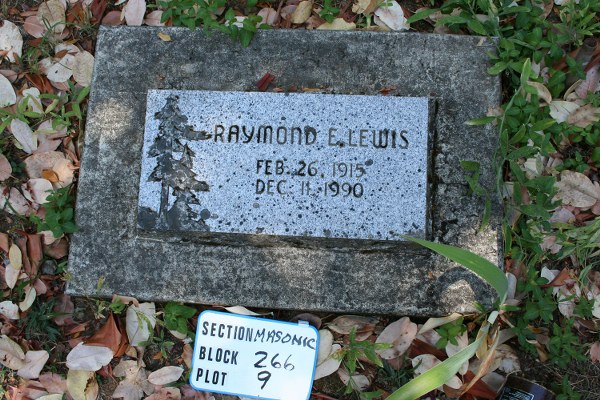 RAYMOND E. LEWIS
FEB. 26, 1915
DEC. 11, 1990
SECTION MASONIC
BLOCK 266
PLOT 9